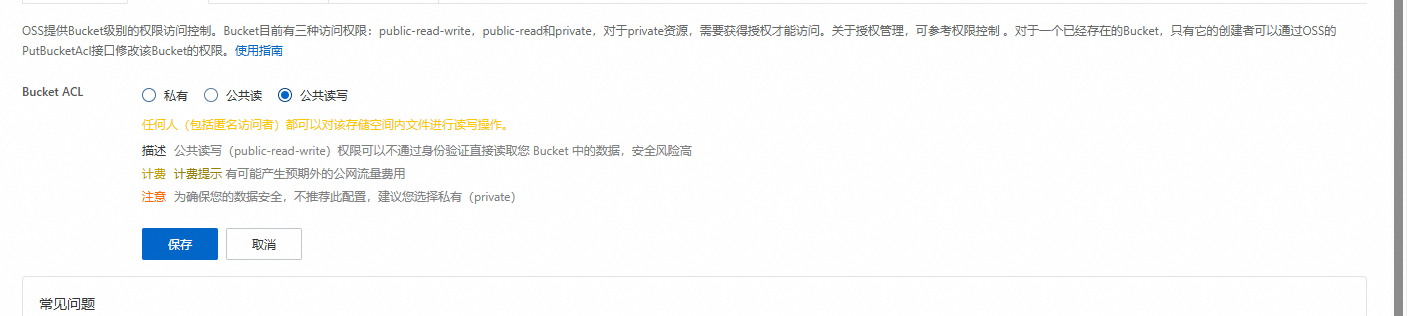 OSS提供Bucket级别的权限访问控制。Bucket目前有三种访问权限：public-read-write，public-read和private，对于private资源，需要获得授权才能访问。关于授权管理，可参考权限控制 。对于一个已经存在的Bucket，只有它的创建者可以通过OSS的
PutBucketAcl接口修改该Bucket的权限。使用指南
Bucket ACL 私有 公共读 公共读写
任何人（包括匿名访问者）都可以对该存储空间内文件进行读写操作。
描述 公共读写（public-read-write）权限可以不通过身份验证直接读取您 Bucket 中的数据，安全风险高
计费 计费提示 有可能产生预期外的公网流量费用
注意 为确保您的数据安全，不推荐此配置，建议您选择私有（private）
保存 取消
常见问题